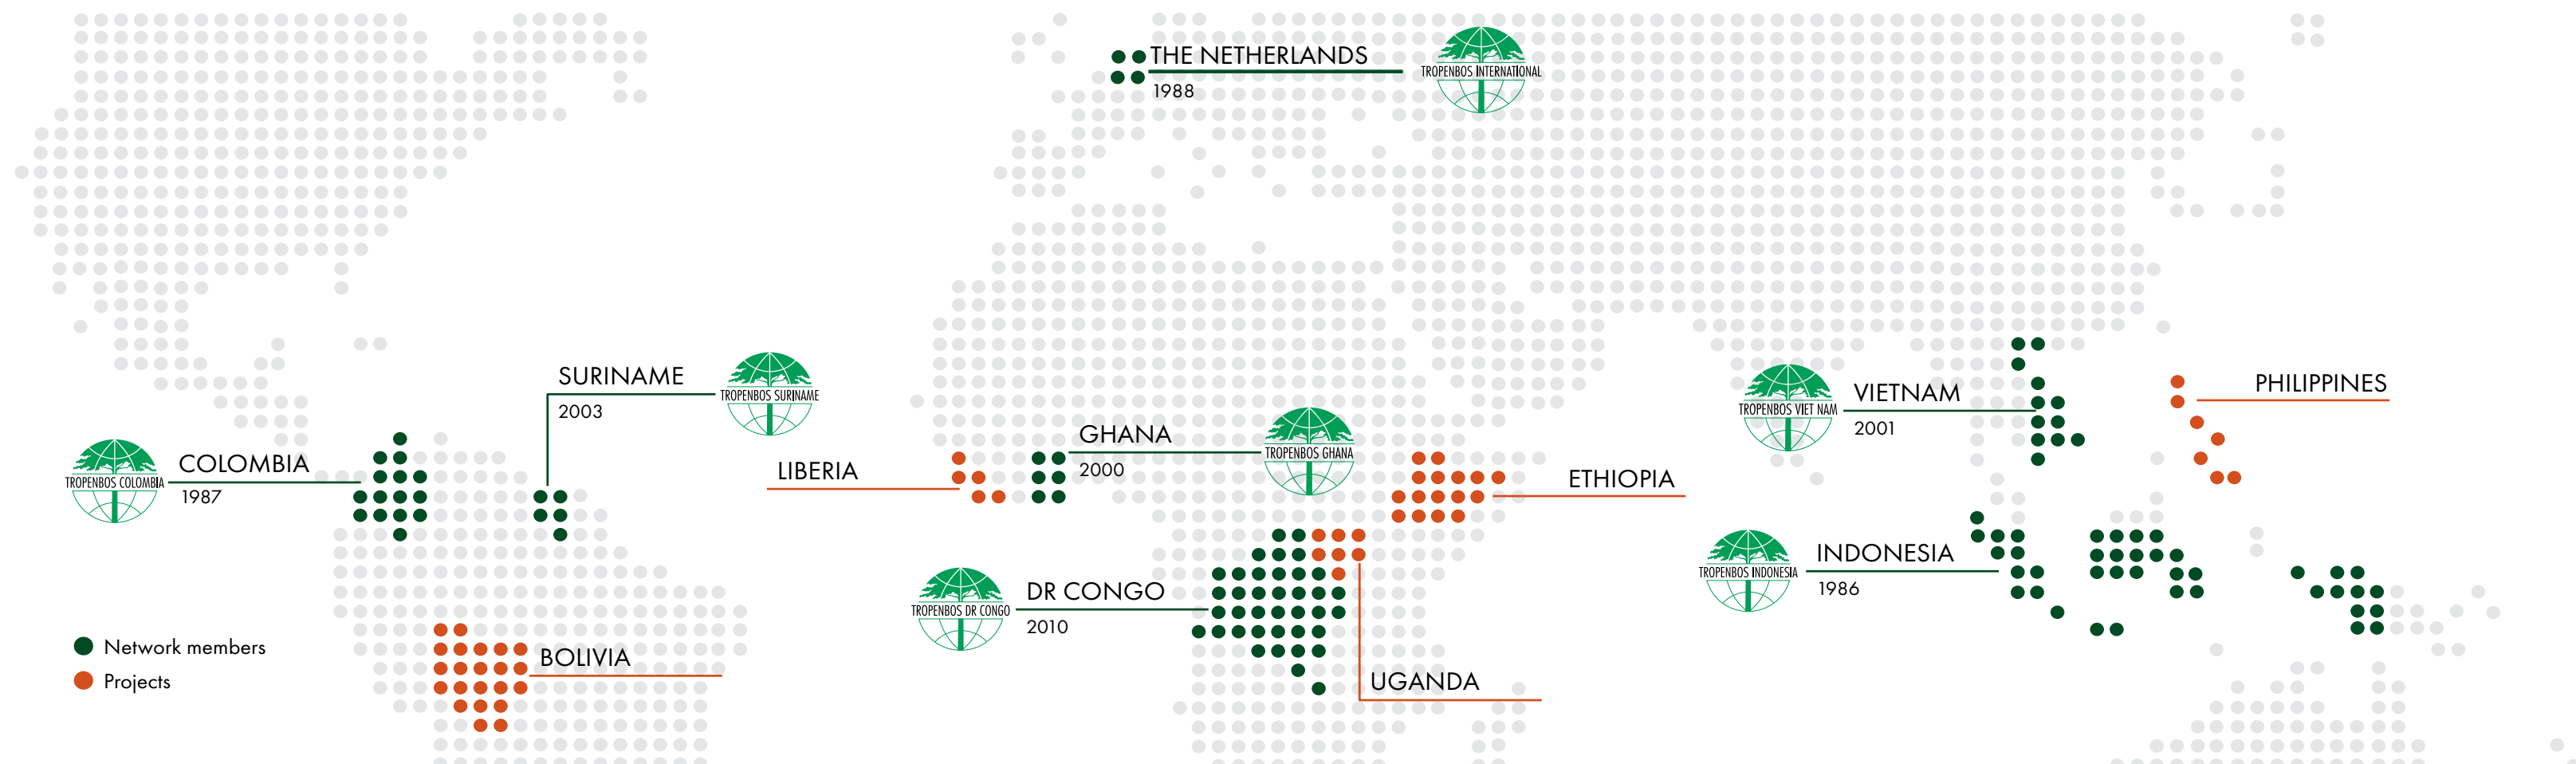 THE NETHERLANDS
1988
TROPENBOS INTERNATIONAL
SURINAME
2003
TROPENBOS SURINAME
COLOMBIA
1987
TROPENBOS COLOMBIA
LIBERIA
GHANA
2000
TROPENBOS GHANA
ETHIOPIA
VIETNAM
2001
TROPENBOS VIET NAM
PHILIPPINES
INDONESIA
1986
TROPENBOS INDONESIA
DR CONGO
2010
TROPENBOS DR CONGO
UGANDA
BOLIVIA
Network members
Projects